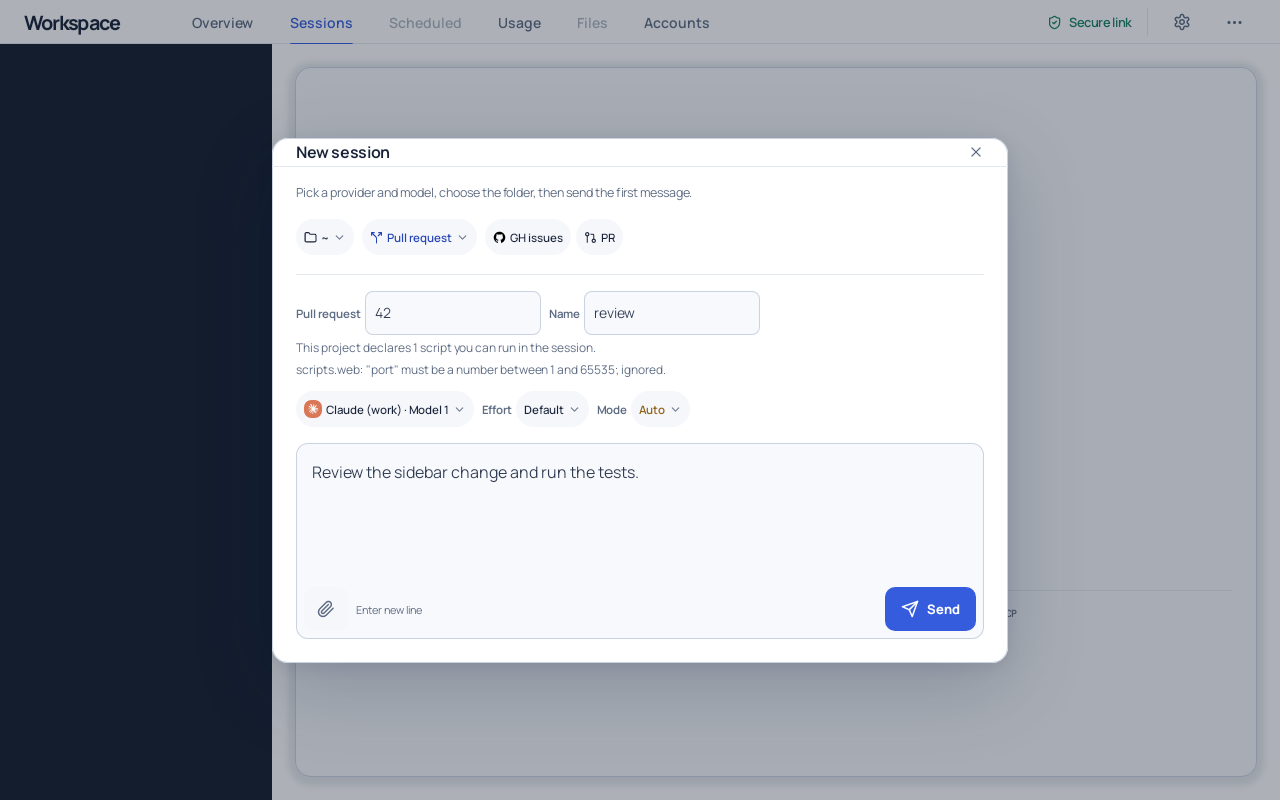 Workspace Overview Sessions Scheduled Usage Files Accounts Secure link
New session
Pick a provider and model, choose the folder, then send the first message.
~ Pull request GH issues PR
Pull request 42 Name review
This project declares 1 script you can run in the session.
scripts.web: "port" must be a number between 1 and 65535; ignored.
Claude (work) · Model 1 Effort Default Mode Auto
Review the sidebar change and run the tests.
Enter new line Send